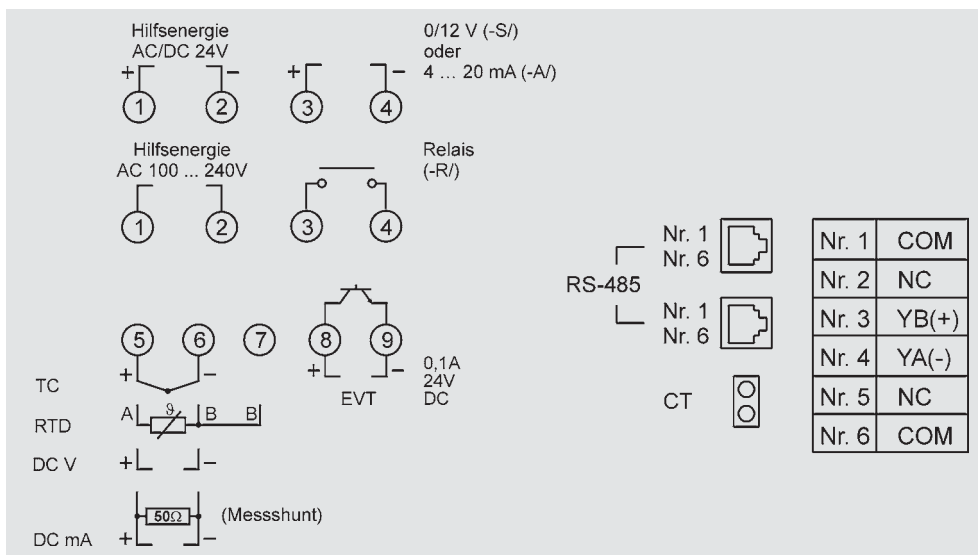 Hilfsenergie
AC/DC 24V
+ –
1 2
+ –
3 4
0/12 V (-S/)
oder
4 ... 20 mA (-A/)
Hilfsenergie
AC 100 ... 240V
1 2
3 4
Relais
(-R/)
5 6 7 8 9
TC + –
+ –
EVT
0,1A
24V
DC
RTD A ϑ B B
DC V + –
50Ω (Messshunt)
DC mA + –
RS-485
Nr. 1
Nr. 6
Nr. 1
Nr. 6
CT
Nr. 1 COM
Nr. 2 NC
Nr. 3 YB(+)
Nr. 4 YA(-)
Nr. 5 NC
Nr. 6 COM